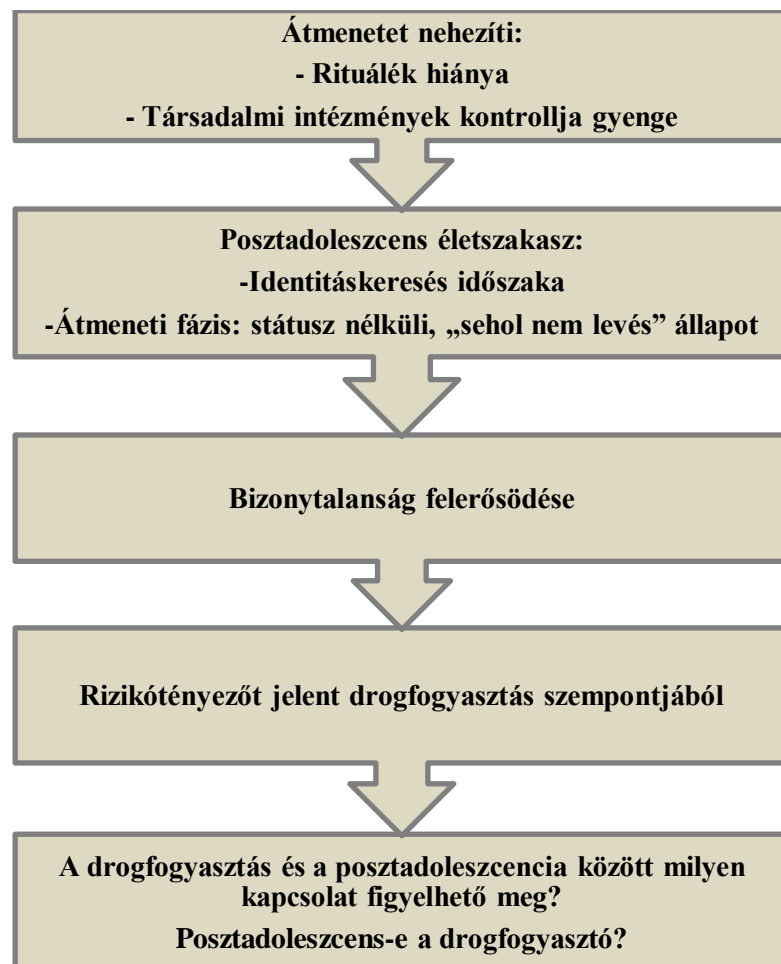 Átmenetet nehezíti:
- Rituálék hiánya
- Társadalmi intézmények kontrollja gyenge
Posztadoleszcens életszakasz:
-Identitáskeresés időszaka
-Átmeneti fázis: státusz nélküli, „sehol nem levés” állapot
Bizonytalanság felerősödése
Rizikótényezőt jelent drogfogyasztás szempontjából
A drogfogyasztás és a posztadoleszcencia között milyen
kapcsolat figyelhető meg?
Posztadoleszcens-e a drogfogyasztó?